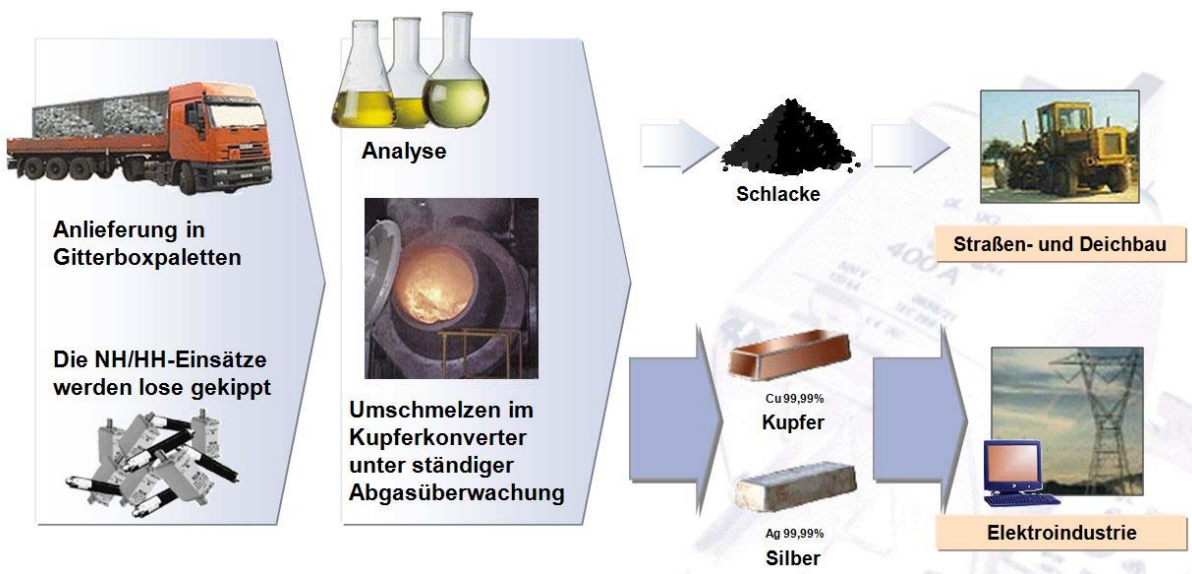 Anlieferung in
Gitterboxpaletten
Die NH/HH-Einsätze
werden lose gekippt
Analyse
Umschmelzen im
Kupferkonverter
unter ständiger
Abgasüberwachung
Schlacke
Straßen- und Deichbau
Cu 99,99%
Kupfer
Ag 99,99%
Silber
Elektroindustrie
400 A